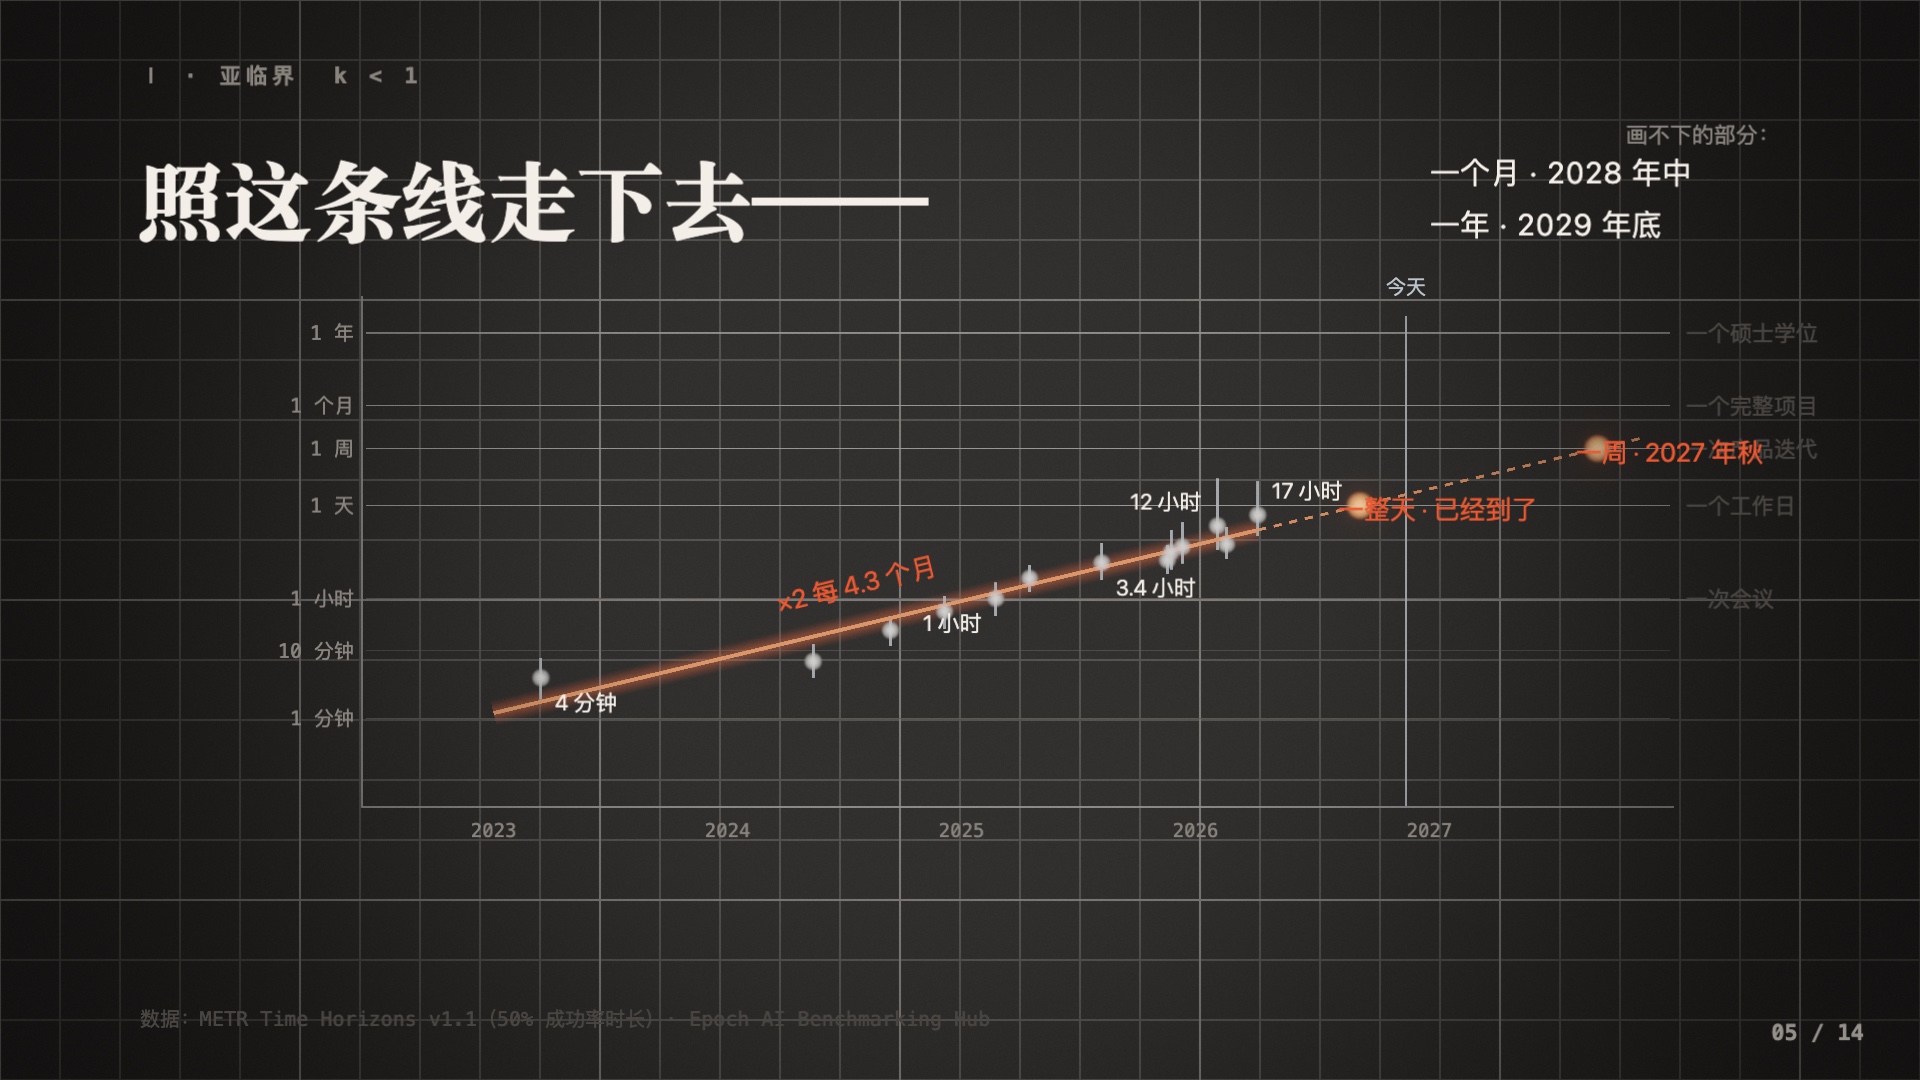 I · 亚临界 k < 1
照这条线走下去——
画不下的部分：
一个月 · 2028 年中
一年 · 2029 年底
今天
1 年
一个硕士学位
1 个月
一个完整项目
1 周
一周 · 2027 年秋
品迭代
12 小时
17 小时
1 天
一整天 · 已经到了
一个工作日
×2 每 4.3 个月
3.4 小时
1 小时
1 小时
一次会议
10 分钟
4 分钟
1 分钟
2023
2024
2025
2026
2027
数据：METR Time Horizons v1.1（50% 成功率时长）· Epoch AI Benchmarking Hub
05 / 14